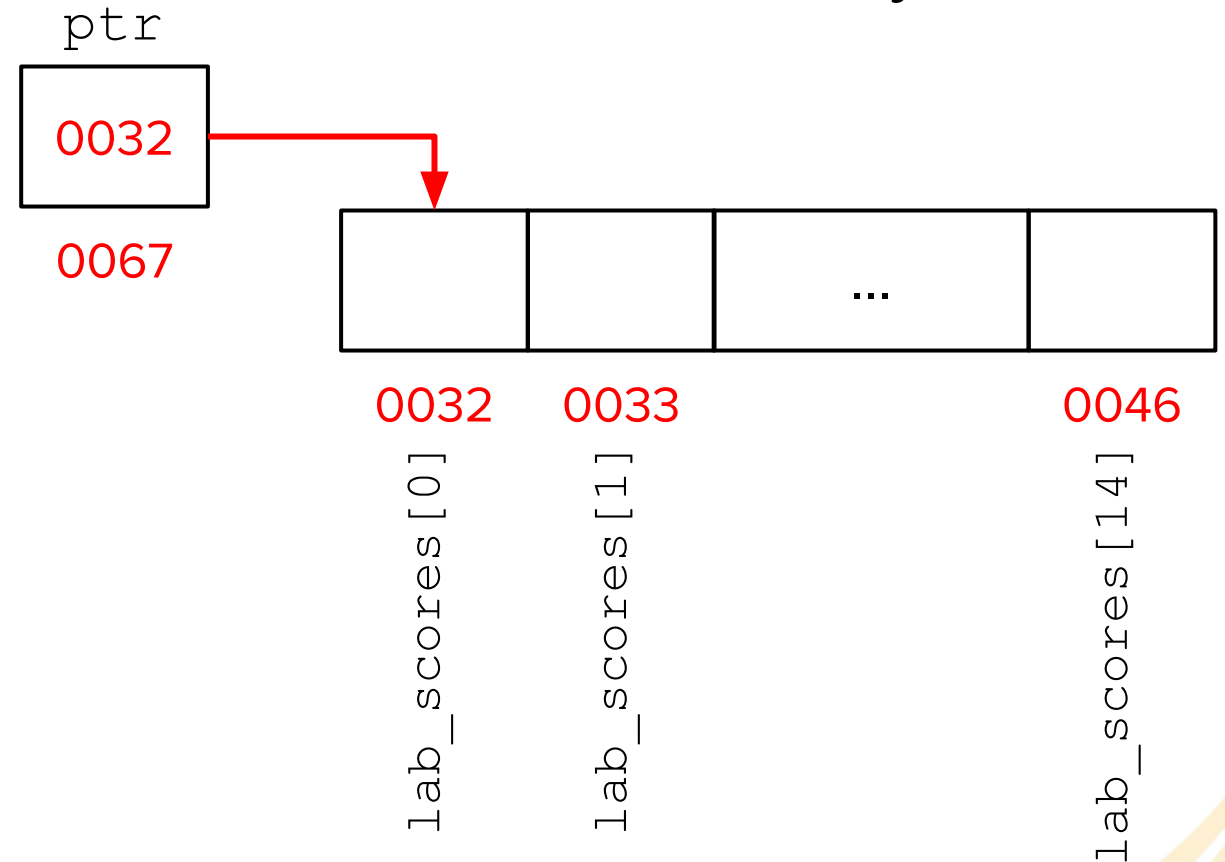 ptr
0032
0067
...
0032 0033 0046
lab_scores[0]
lab_scores[1]
lab_scores[14]